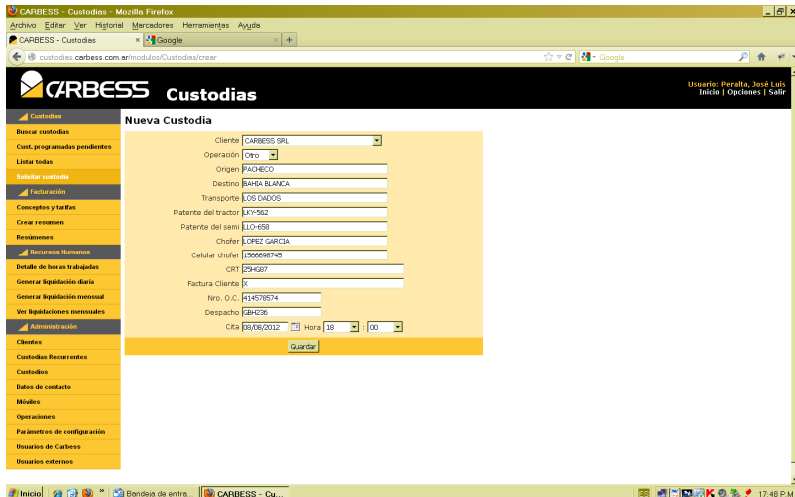 CARBESS - Custodias - Mozilla Firefox
Archivo Editar Ver Historial Marcadores Herramientas Ayuda
CARBESS - Custodias × Google × +
custodias.carbess.com.ar/modulos/Custodias/crear Google
CARBESS Custodias
Usuario: Peralta, José Luis
Inicio | Opciones | Salir
Custodias
Buscar custodias
Cust. programadas pendientes
Listar todas
Solicitar custodia
Facturación
Conceptos y tarifas
Crear resumen
Resúmenes
Recursos Humanos
Detalle de horas trabajadas
Generar liquidación diaria
Generar liquidación mensual
Ver liquidaciones mensuales
Administración
Clientes
Custodias Recurrentes
Custodios
Datos de contacto
Móviles
Operaciones
Parámetros de configuración
Usuarios de Carbess
Usuarios externos
Nueva Custodia
Cliente CARBESS SRL
Operación Otro
Origen PACHECO
Destino BAHIA BLANCA
Transporte LOS DADOS
Patente del tractor LKY-562
Patente del semi LLO-658
Chofer LOPEZ GARCIA
Celular chofer 1566698745
CRT 25HG87
Factura Cliente X
Nro. O.C. 414578574
Despacho GBH236
Cita 08/08/2012 Hora 18 : 00
Guardar
Inicio » Bandeja de entra... CARBESS - Cu... ES 17:48 P.M.